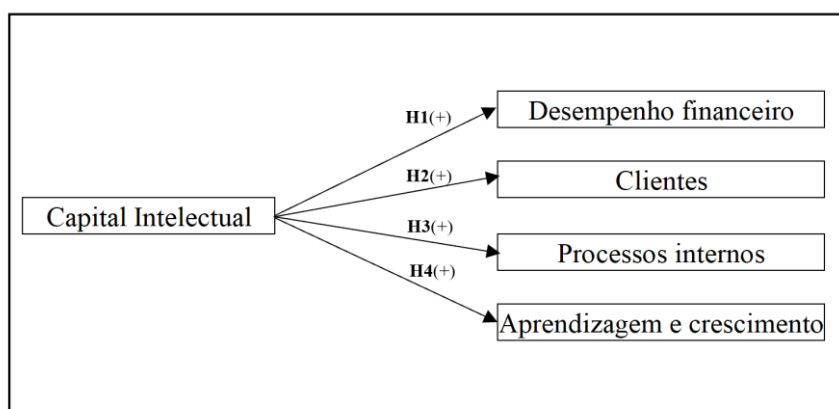 H1(+)
Desempenho financeiro
H2(+)
Clientes
Capital Intelectual
H3(+)
Processos internos
H4(+)
Aprendizagem e crescimento